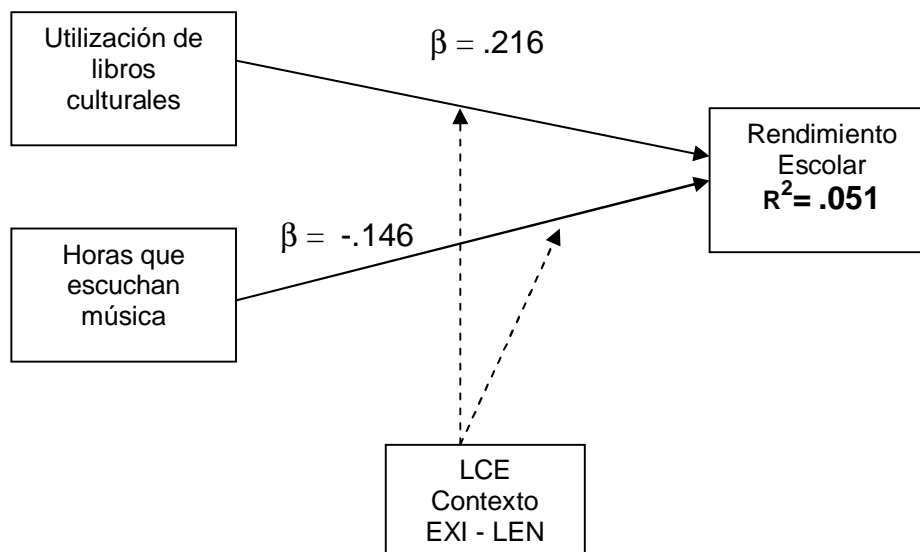 Utilización de
libros
culturales
β = .216
Rendimiento
Escolar
R²= .051
β = -.146
Horas que
escuchan
música
LCE
Contexto
EXI - LEN